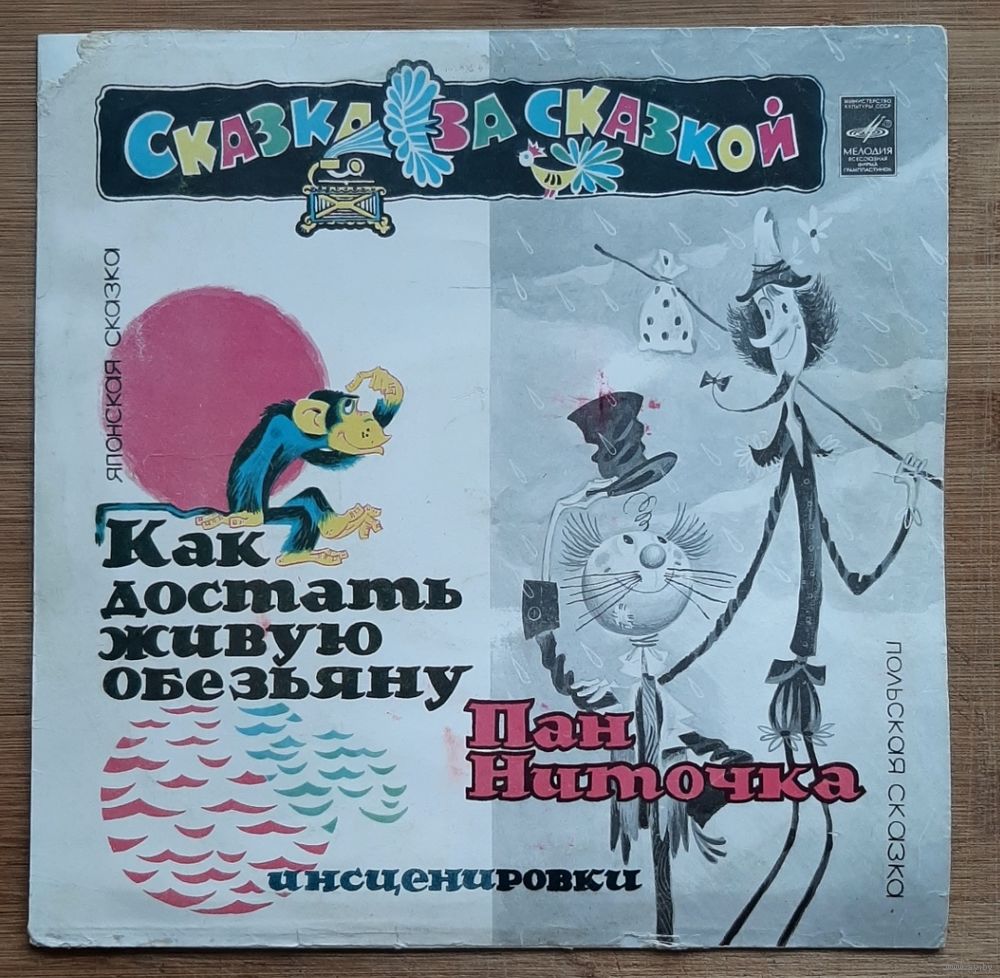 Сказка за сказкой
МИНИСТЕРСТВО
КУЛЬТУРЫ СССР
МЕЛОДИЯ
ВСЕСОЮЗНАЯ
ФИРМА
ГРАМПЛАСТИНОК
японская сказка
Как
достать
живую
обезьяну
Пан
Ниточка
польская сказка
инсценировки